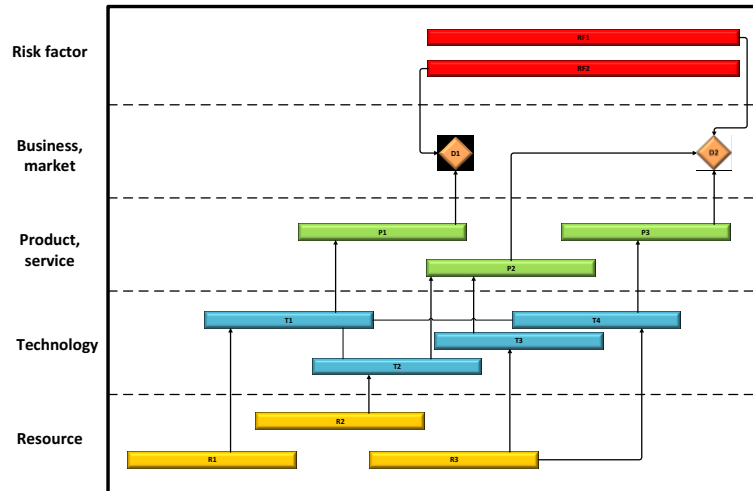 Risk factor
RF1
RF2
Business,
market
D1
D2
Product,
service
P1
P3
P2
Technology
T1
T4
T3
T2
Resource
R2
R1
R3